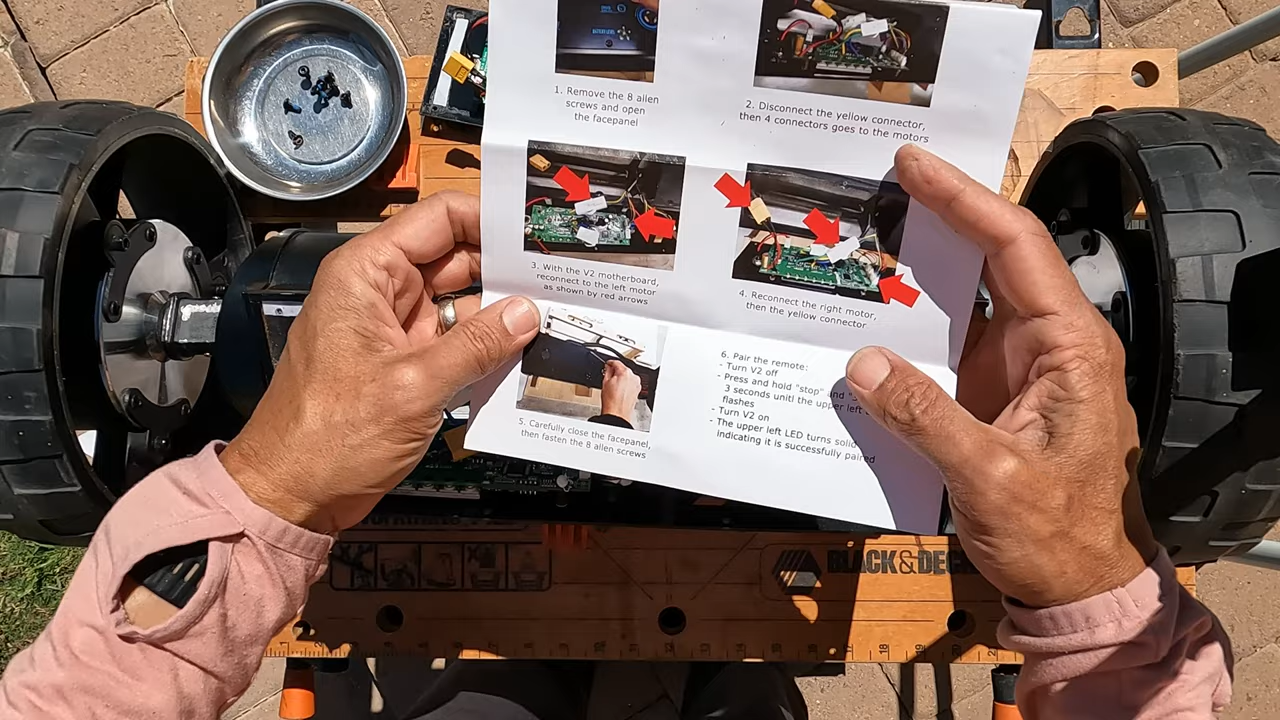 BATTERY LEVEL
1. Remove the 8 allen
screws and open
the facepanel
2. Disconnect the yellow connector,
then 4 connectors goes to the motors
3. With the V2 motherboard,
reconnect to the left motor
as shown by red arrows
4. Reconnect the right motor,
then the yellow connector
5. Carefully close the facepanel,
then fasten the 8 allen screws
6. Pair the remote:
- Turn V2 off
- Press and hold "stop" and
3 seconds unitl the upper left
flashes
- Turn V2 on
- The upper left LED turns solid
indicating it is successfully paired
BLACK&DECK